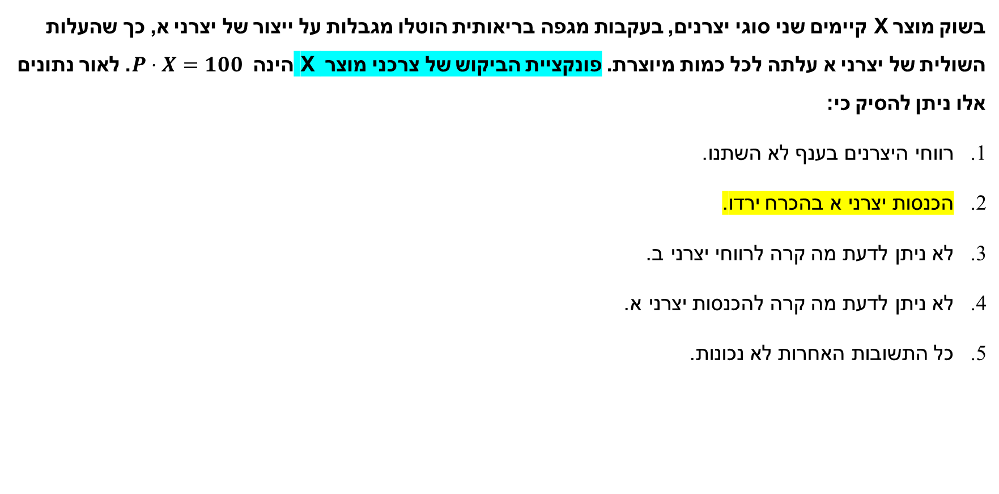 בשוק מוצר X קיימים שני סוגי יצרנים, בעקבות מגפה בריאותית הוטלו מגבלות על ייצור של יצרני א, כך שהעלות
השולית של יצרני א עלתה לכל כמות מיוצרת. פונקציית הביקוש של צרכני מוצר X הינה P · X = 100. לאור נתונים
אלו ניתן להסיק כי:
1. רווחי היצרנים בענף לא השתנו.
2. הכנסות יצרני א בהכרח ירדו.
3. לא ניתן לדעת מה קרה לרווחי יצרני ב.
4. לא ניתן לדעת מה קרה להכנסות יצרני א.
5. כל התשובות האחרות לא נכונות.